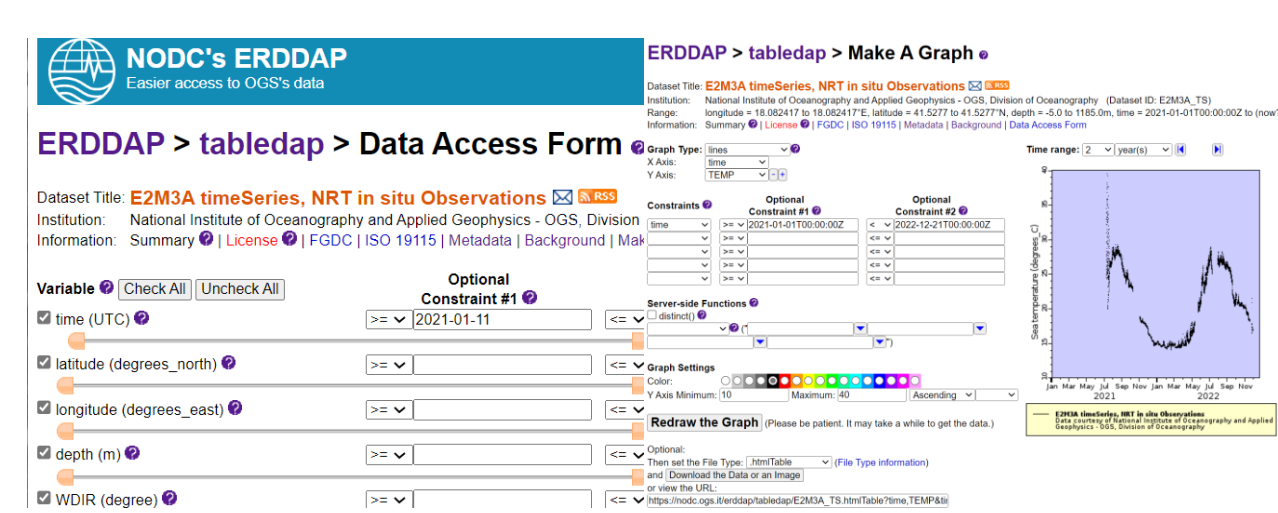 NODC's ERDDAP
Easier access to OGS's data
ERDDAP > tabledap > Data Access Form
Dataset Title: E2M3A timeSeries, NRT in situ Observations RSS
Institution: National Institute of Oceanography and Applied Geophysics - OGS, Division
Information: Summary | License | FGDC | ISO 19115 | Metadata | Background | Mak
Variable Check All Uncheck All
Optional
Constraint #1
time (UTC) >= 2021-01-11 <=
latitude (degrees_north) >= <=
longitude (degrees_east) >= <=
depth (m) >= <=
WDIR (degree) >= <=
ERDDAP > tabledap > Make A Graph
Dataset Title: E2M3A timeSeries, NRT in situ Observations RSS
Institution: National Institute of Oceanography and Applied Geophysics - OGS, Division of Oceanography (Dataset ID: E2M3A_TS)
Range: longitude = 18.082417 to 18.082417°E, latitude = 41.5277 to 41.5277°N, depth = -5.0 to 1185.0m, time = 2021-01-01T00:00:00Z to (now?
Information: Summary | License | FGDC | ISO 19115 | Metadata | Background | Data Access Form
Graph Type: lines
X Axis: time
Y Axis: TEMP - +
Constraints
Optional
Constraint #1
Optional
Constraint #2
time >= 2021-01-01T00:00:00Z < 2022-12-21T00:00:00Z
>= <=
>= <=
>= <=
>= <=
Server-side Functions
distinct()
("
")
Graph Settings
Color:
Y Axis Minimum: 10 Maximum: 40 Ascending
Redraw the Graph (Please be patient. It may take a while to get the data.)
Optional:
Then set the File Type: .htmlTable (File Type information)
and Download the Data or an Image
or view the URL:
https://nodc.ogs.it/erddap/tabledap/E2M3A_TS.htmlTable?time,TEMP&ti
Time range: 2 year(s)
Sea temperature (degrees_C)
40
35
30
25
20
15
10
Jan Mar May Jul Sep Nov Jan Mar May Jul Sep Nov
2021 2022
E2M3A timeSeries, NRT in situ Observations
Data courtesy of National Institute of Oceanography and Applied
Geophysics - OGS, Division of Oceanography